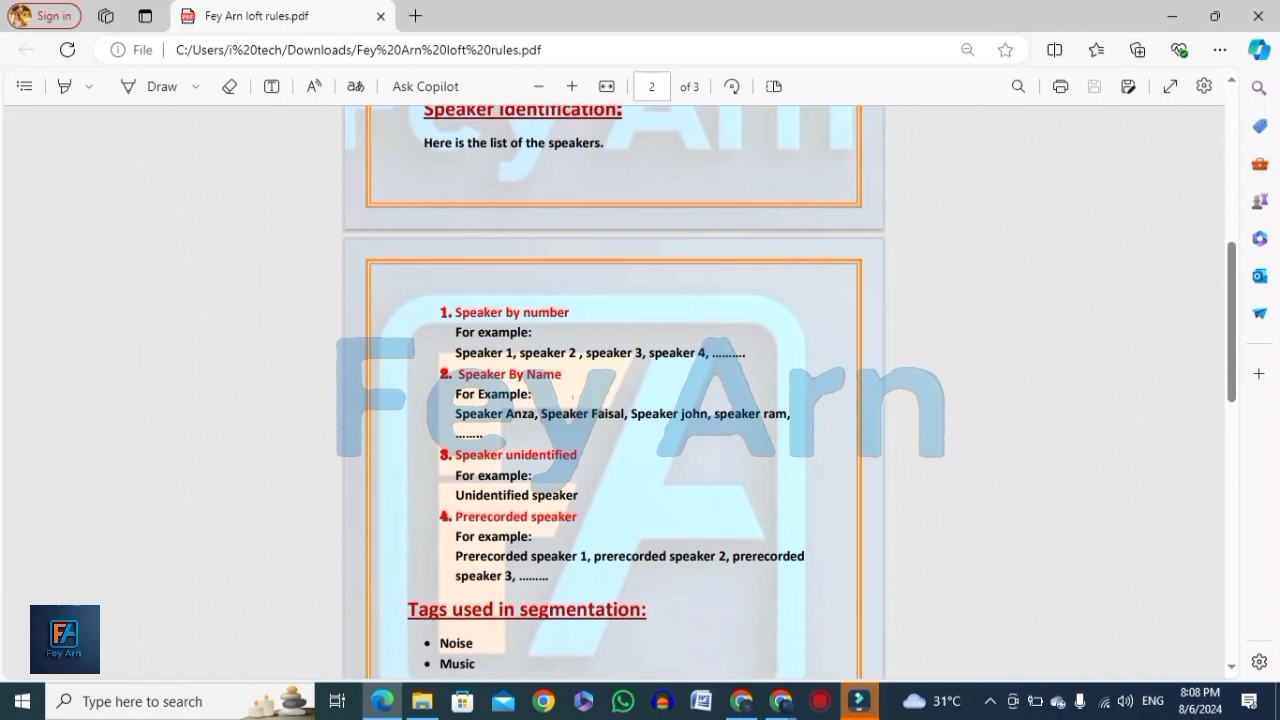 Sign in
Fey Arn loft rules.pdf
File
C:/Users/i%20tech/Downloads/Fey%20Arn%20loft%20rules.pdf
Draw
aあ
Ask Copilot
2
of 3
Speaker identification:
Here is the list of the speakers.
1. Speaker by number
For example:
Speaker 1, speaker 2 , speaker 3, speaker 4, ..........
2. Speaker By Name
For Example:
Speaker Anza, Speaker Faisal, Speaker john, speaker ram,
........
3. Speaker unidentified
For example:
Unidentified speaker
4. Prerecorded speaker
For example:
Prerecorded speaker 1, prerecorded speaker 2, prerecorded
speaker 3, .........
Tags used in segmentation:
• Noise
• Music
Fey Arn
FA
Fey Arn
Type here to search
31°C
ENG
8:08 PM
8/6/2024